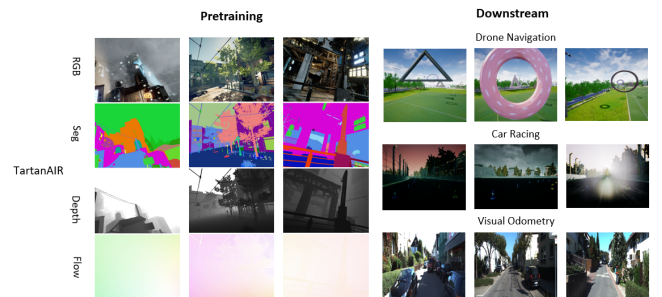 Pretraining
Downstream
Drone Navigation
RGB
Seg
Car Racing
TartanAIR
Depth
Visual Odometry
Flow